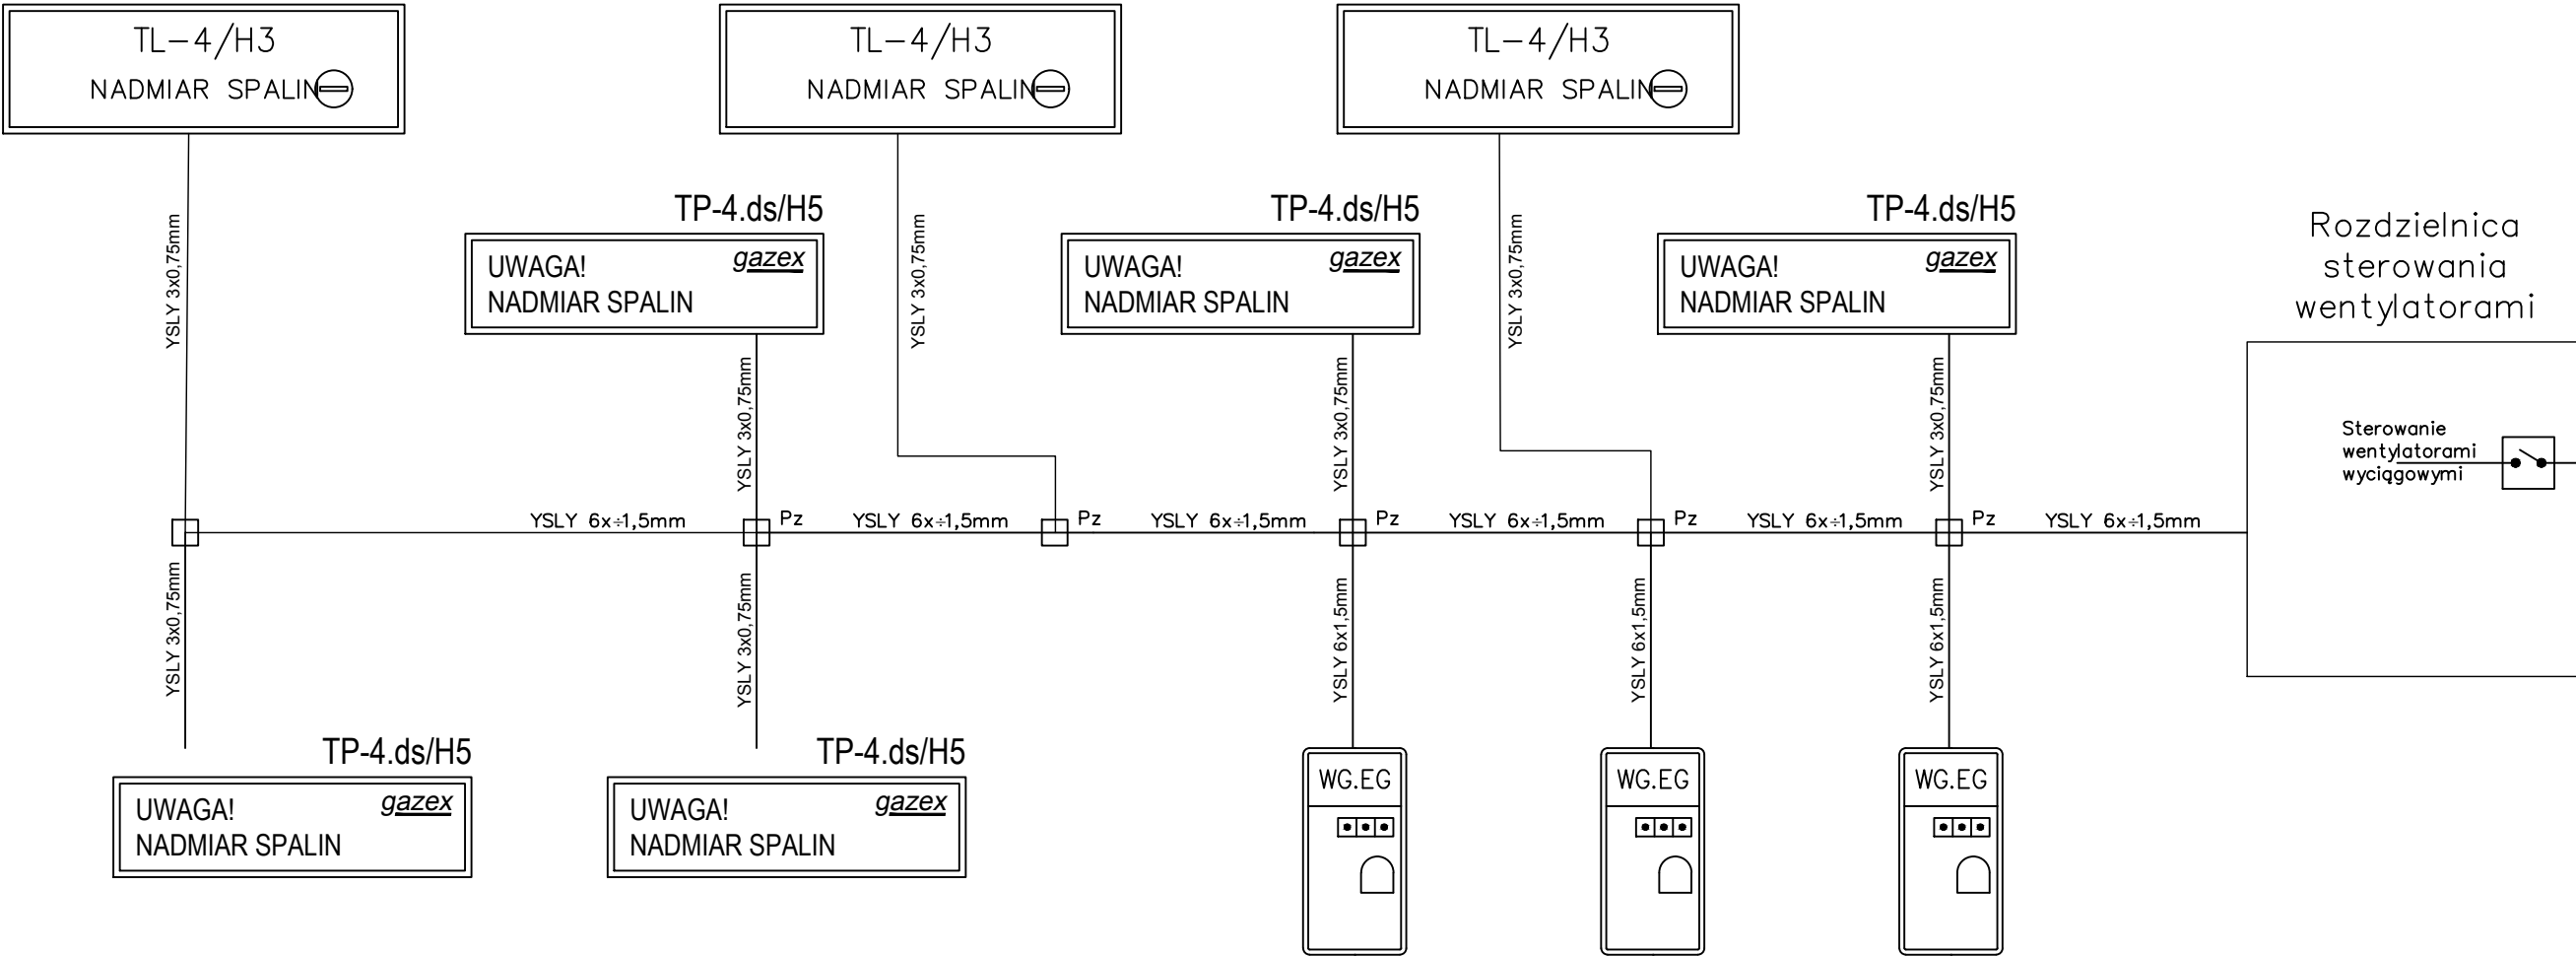 TL-4/H3
NADMIAR SPALIN
TL-4/H3
NADMIAR SPALIN
TL-4/H3
NADMIAR SPALIN
YSLY 3x0,75mm
YSLY 3x0,75mm
YSLY 3x0,75mm
TP-4.ds/H5
UWAGA!
gazex
NADMIAR SPALIN
TP-4.ds/H5
UWAGA!
gazex
NADMIAR SPALIN
TP-4.ds/H5
UWAGA!
gazex
NADMIAR SPALIN
Rozdzielnica
sterowania
wentylatorami
YSLY 3x0,75mm
YSLY 3x0,75mm
YSLY 3x0,75mm
Sterowanie
wentylatorami
wyciągowymi
YSLY 6x÷1,5mm
Pz
YSLY 6x÷1,5mm
Pz
YSLY 6x÷1,5mm
Pz
YSLY 6x÷1,5mm
Pz
YSLY 6x÷1,5mm
Pz
YSLY 6x÷1,5mm
YSLY 3x0,75mm
YSLY 3x0,75mm
YSLY 6x1,5mm
YSLY 6x1,5mm
YSLY 6x1,5mm
TP-4.ds/H5
UWAGA!
gazex
NADMIAR SPALIN
TP-4.ds/H5
UWAGA!
gazex
NADMIAR SPALIN
WG.EG
WG.EG
WG.EG